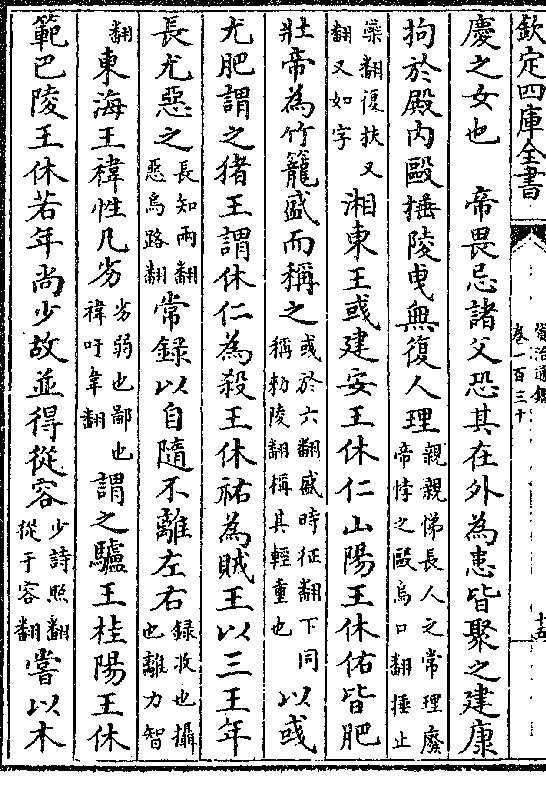 欽定四庫全書
資治通鑑
卷一百三十
十五
慶之女也　帝畏忌諸父恐其在外為患皆聚之建康
拘於殿内毆捶陵曳無復人理親親悌長人之常理廢帝悖之毆烏口翻捶止
橤翻復扶又翻又如字湘東王彧建安王休仁山陽王休佑皆肥
壯帝為竹籠盛而稱之彧於六翻盛時征翻下同稱勑陵翻稱其輕重也以彧
尤肥謂之猪王謂休仁為殺王休祐為賊王以三王年
長尤惡之長知兩翻惡烏路翻常録以自隨不離左右録收也攝也離力智
翻東海王禕性凡劣劣弱也鄙也禕吁韋翻謂之驢王桂陽王休
範巴陵王休若年尚少故並得從容少詩照翻從千容翻嘗以木